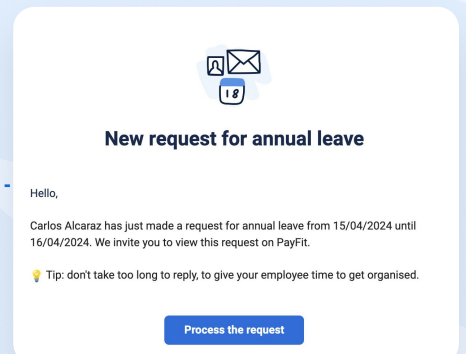 18
New request for annual leave
Hello,
Carlos Alcaraz has just made a request for annual leave from 15/04/2024 until
16/04/2024. We invite you to view this request on PayFit.
💡 Tip: don't take too long to reply, to give your employee time to get organised.
Process the request